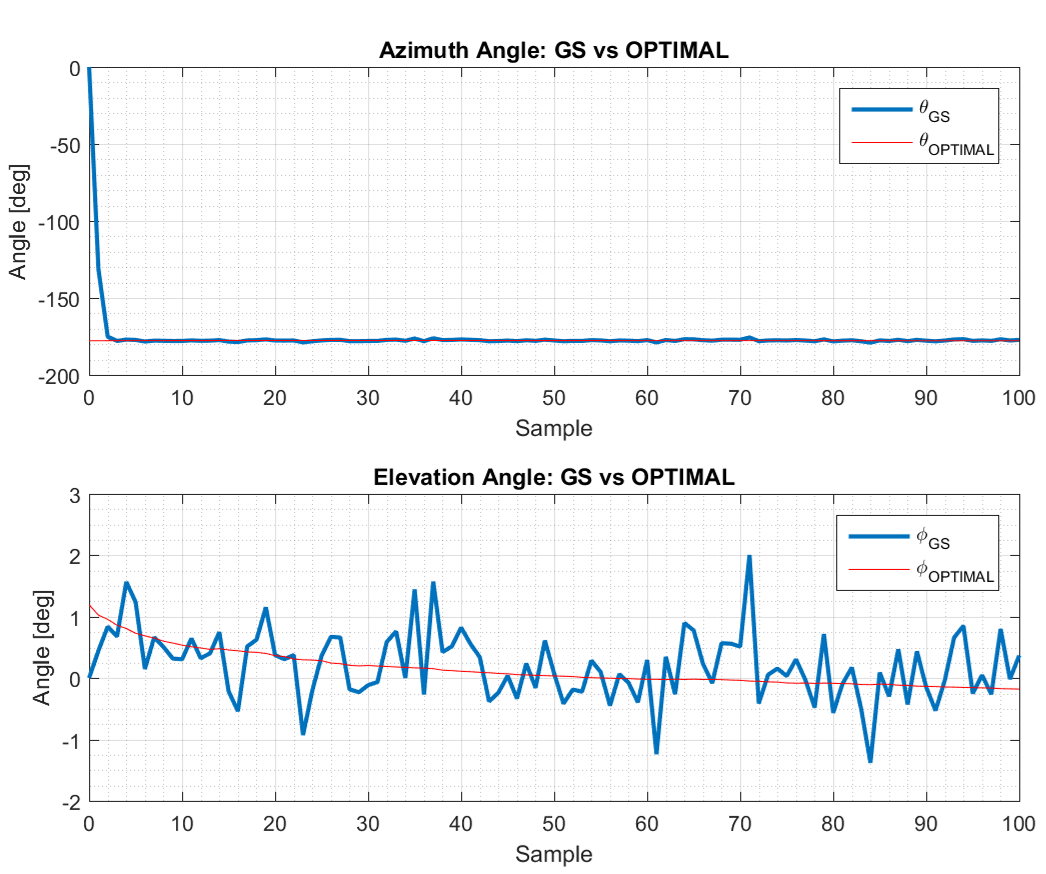 Azimuth Angle: GS vs OPTIMAL
0
-50
-100
-150
-200
Angle [deg]
θGS
θOPTIMAL
0 10 20 30 40 50 60 70 80 90 100
Sample
Elevation Angle: GS vs OPTIMAL
3
2
1
0
-1
-2
Angle [deg]
ϕGS
ϕOPTIMAL
0 10 20 30 40 50 60 70 80 90 100
Sample